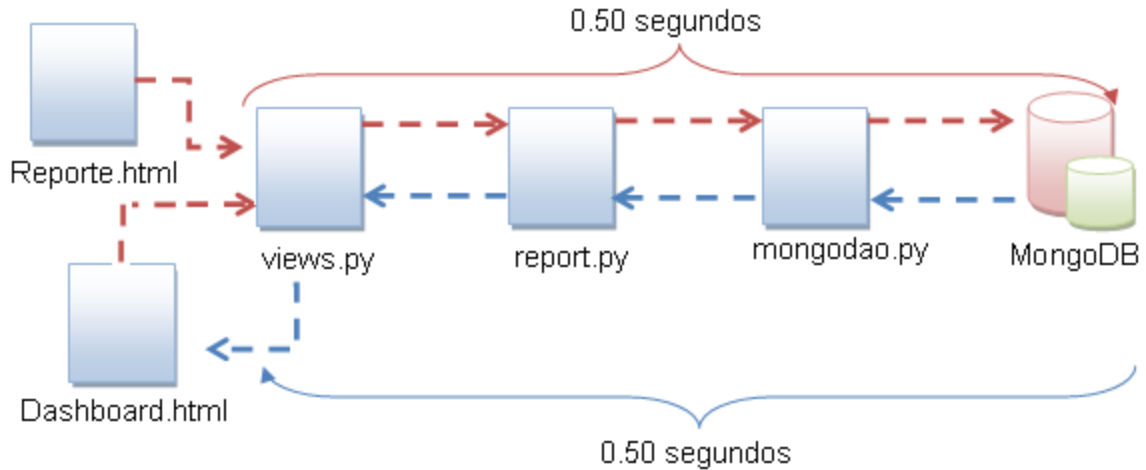 0.50 segundos
Reporte.html
views.py
report.py
mongodao.py
MongoDB
Dashboard.html
0.50 segundos